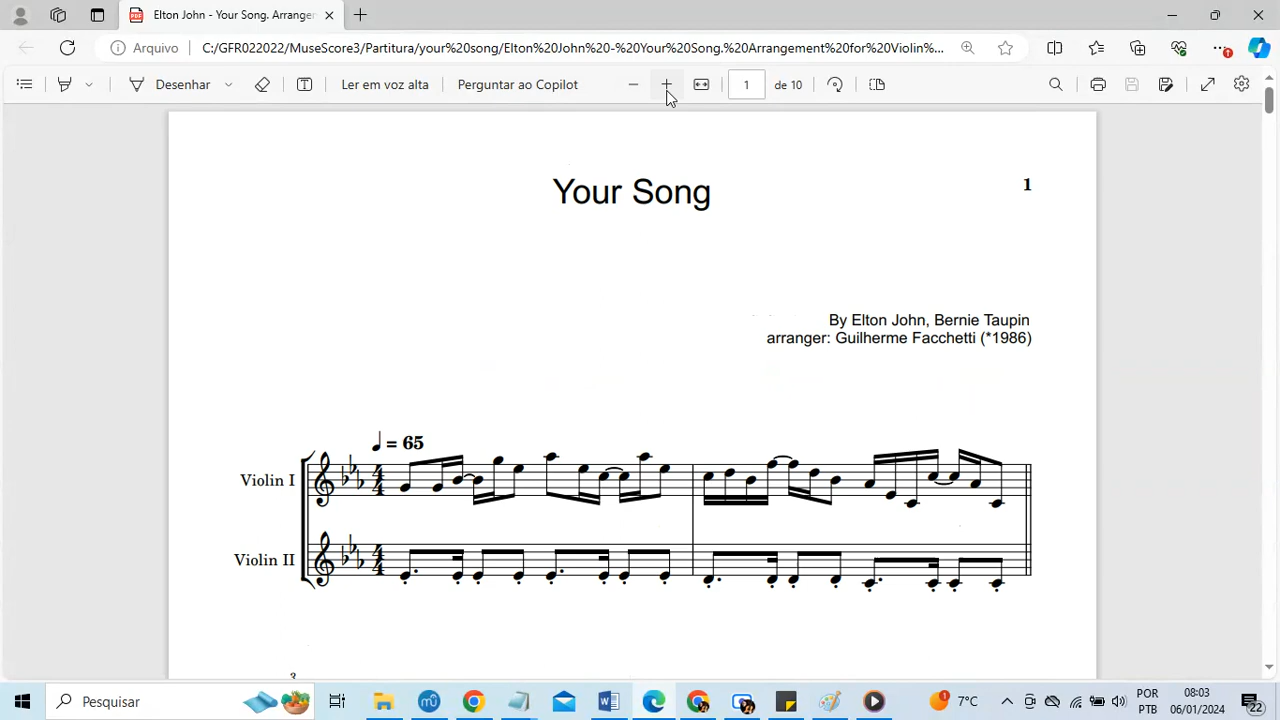 Elton John - Your Song. Arrangem
Arquivo C:/GFR022022/MuseScore3/Partitura/your%20song/Elton%20John%20-%20Your%20Song.%20Arrangement%20for%20Violin%...
Desenhar Ler em voz alta Perguntar ao Copilot 1 de 10
Your Song
1
By Elton John, Bernie Taupin
arranger: Guilherme Facchetti (*1986)
= 65
Violin I
Violin II
3
Pesquisar 7°C POR 08:03
PTB 06/01/2024 22